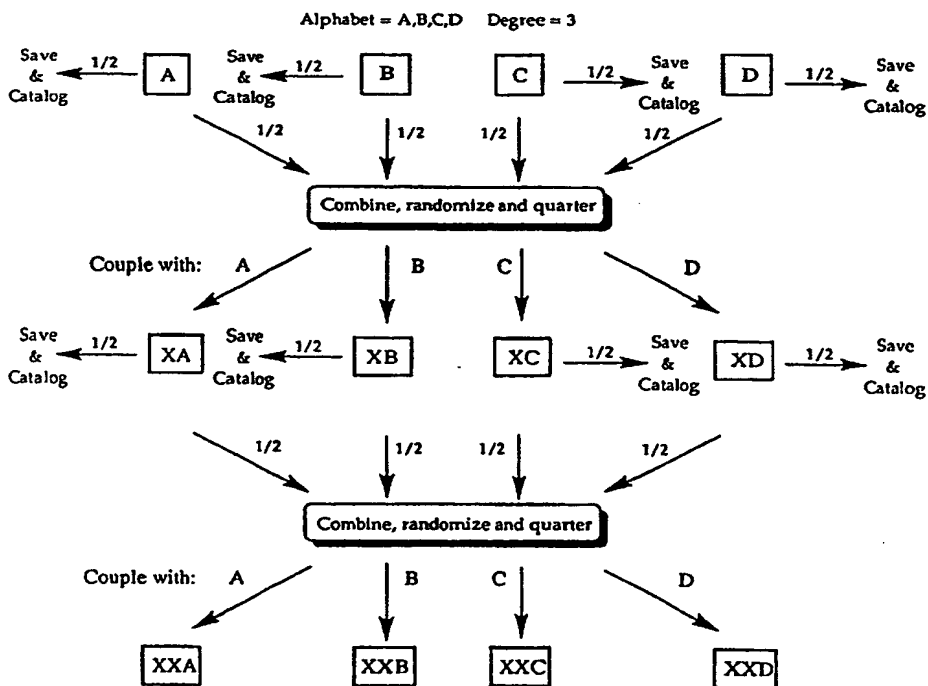 Alphabet = A,B,C,D Degree = 3
Save & Catalog 1/2 A
Save & Catalog 1/2 B
C 1/2 Save & Catalog
D 1/2 Save & Catalog
1/2 1/2 1/2 1/2
Combine, randomize and quarter
Couple with: A B C D
Save & Catalog 1/2 XA
Save & Catalog 1/2 XB
XC 1/2 Save & Catalog
XD 1/2 Save & Catalog
1/2 1/2 1/2 1/2
Combine, randomize and quarter
Couple with: A B C D
XXA XXB XXC XXD